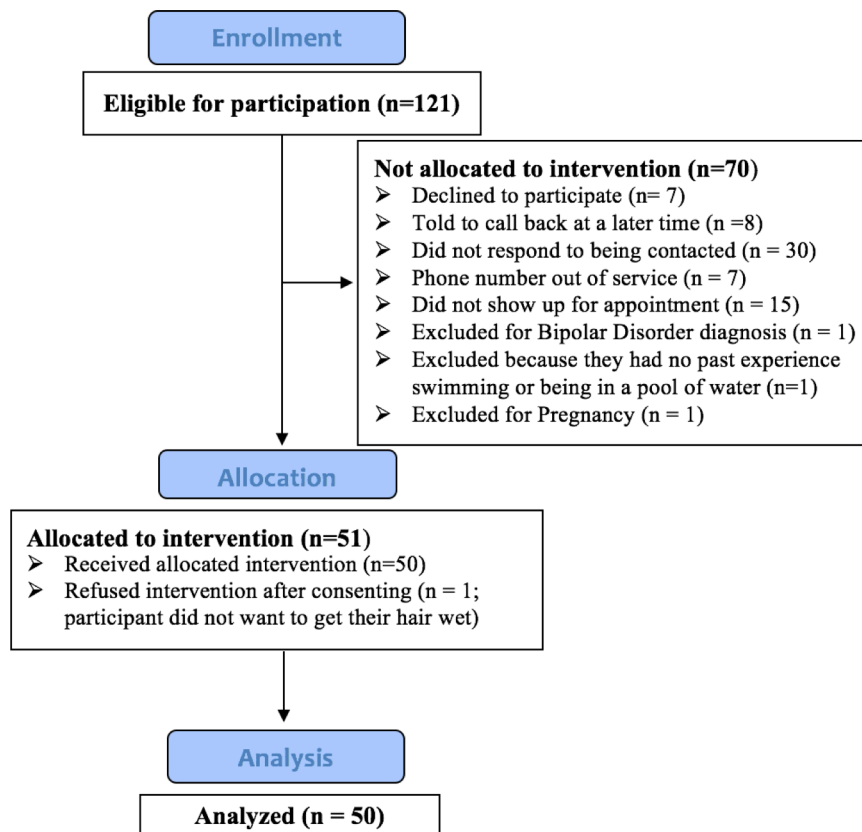 Enrollment
Eligible for participation (n=121)
Not allocated to intervention (n=70)
➢ Declined to participate (n= 7)
➢ Told to call back at a later time (n =8)
➢ Did not respond to being contacted (n = 30)
➢ Phone number out of service (n = 7)
➢ Did not show up for appointment (n = 15)
➢ Excluded for Bipolar Disorder diagnosis (n = 1)
➢ Excluded because they had no past experience
swimming or being in a pool of water (n=1)
➢ Excluded for Pregnancy (n = 1)
Allocation
Allocated to intervention (n=51)
➢ Received allocated intervention (n=50)
➢ Refused intervention after consenting (n = 1;
participant did not want to get their hair wet)
Analysis
Analyzed (n = 50)